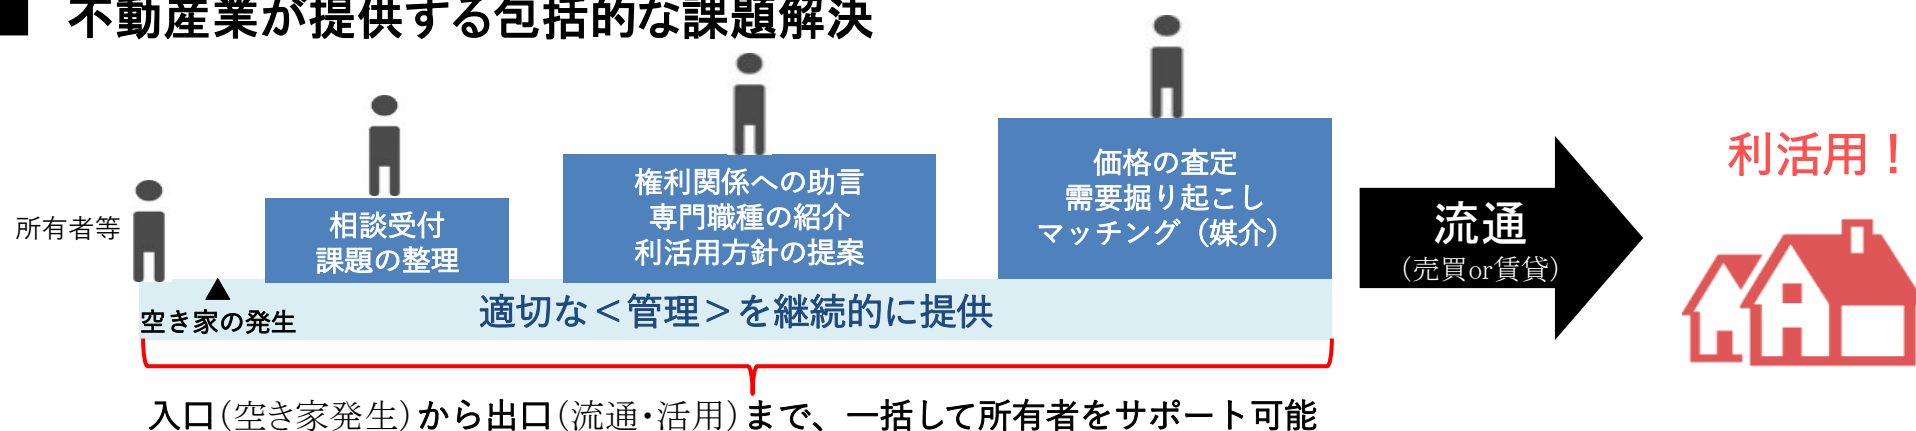 ■ 不動産業が提供する包括的な課題解決
所有者等
▲
空き家の発生
相談受付
課題の整理
権利関係への助言
専門職種の紹介
利活用方針の提案
価格の査定
需要掘り起こし
マッチング（媒介）
適切な＜管理＞を継続的に提供
流通
（売買or賃貸）
利活用！
入口（空き家発生）から出口（流通・活用）まで、一括して所有者をサポート可能